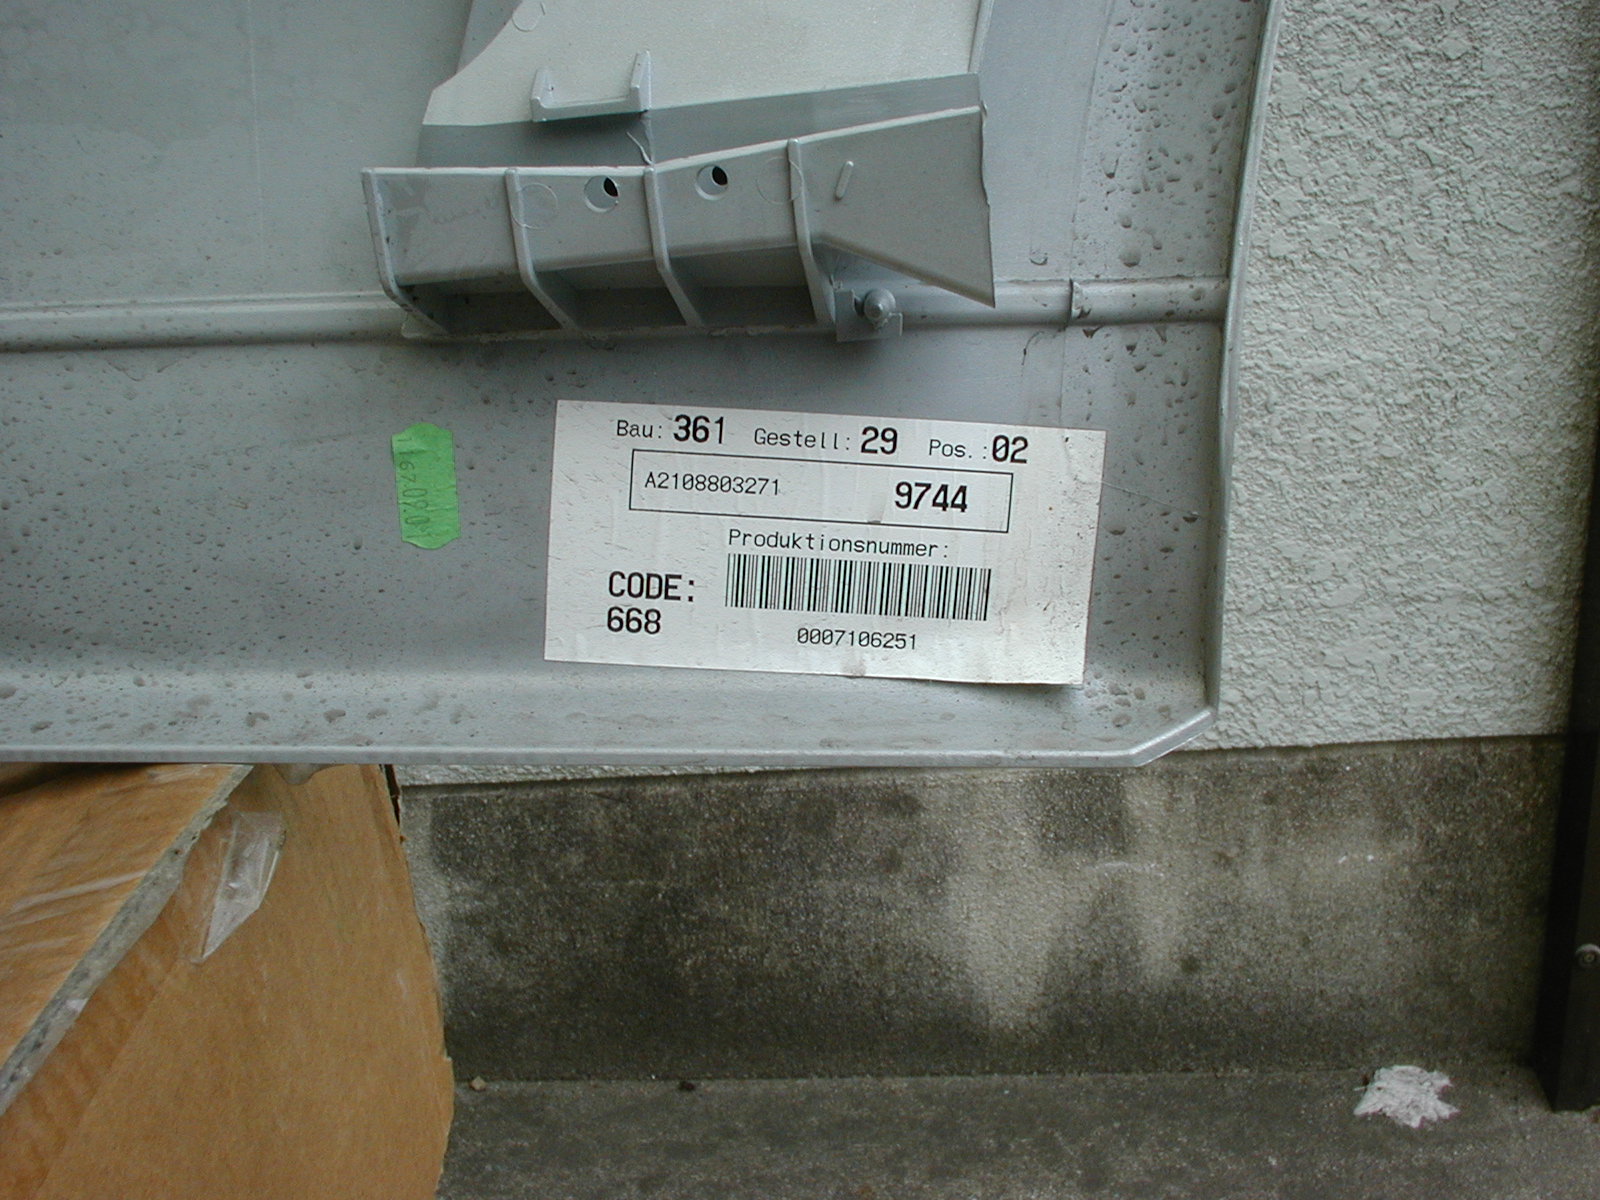 Bau: 361 Gestell: 29 Pos.: 02
A2108803271 9744
Produktionsnummer:
CODE:
668
0007106251